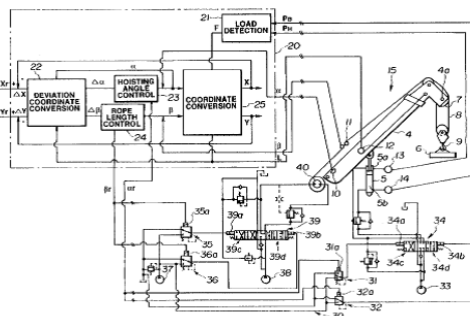 21
LOAD DETECTION
F
PB
PH
20
22
Xr
ΔX
Yr
ΔY
DEVIATION COORDINATE CONVERSION
Δα
Δβ
α
HOISTING ANGLE CONTROL
23
ROPE LENGTH CONTROL
24
COORDINATE CONVERSION
25
X
Y
α
β
β
βr
αr
15
4a
7
8
9
6
4
11
12
13
5a
5
14
5b
10
40
35a
35
36a
36
37
39a
39
39b
39c
39d
38
31a
31
32a
32
30
34
34a
34b
34c
34d
33